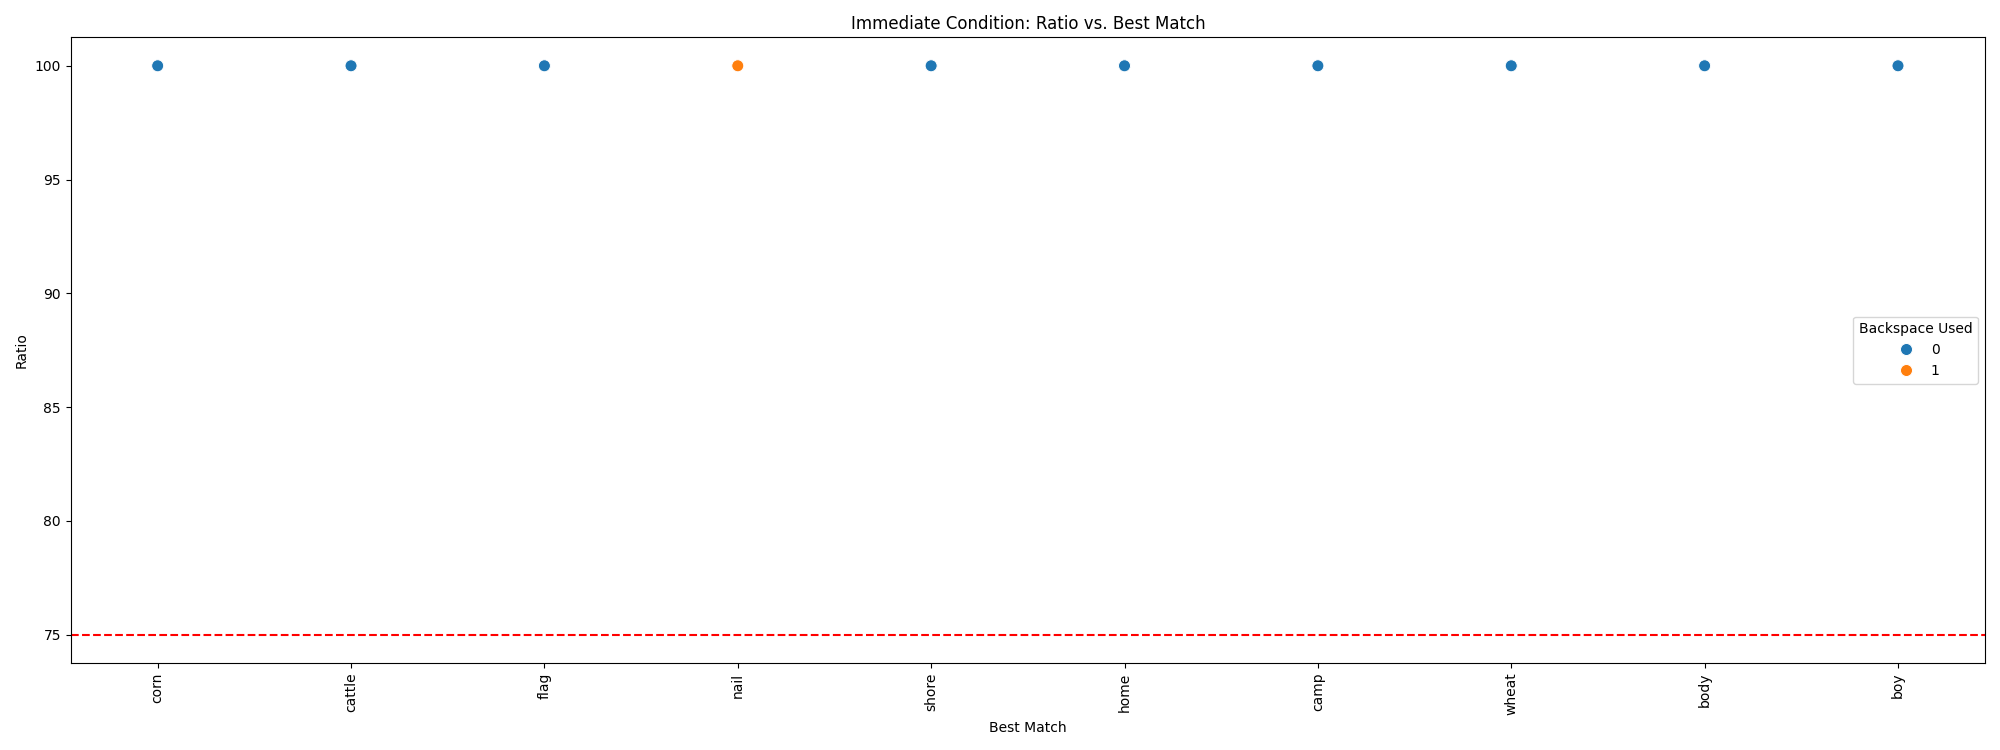 Immediate Condition: Ratio vs. Best Match
100
95
90
85
80
75
Ratio
Backspace Used
0
1
corn
cattle
flag
nail
shore
home
camp
wheat
body
boy
Best Match